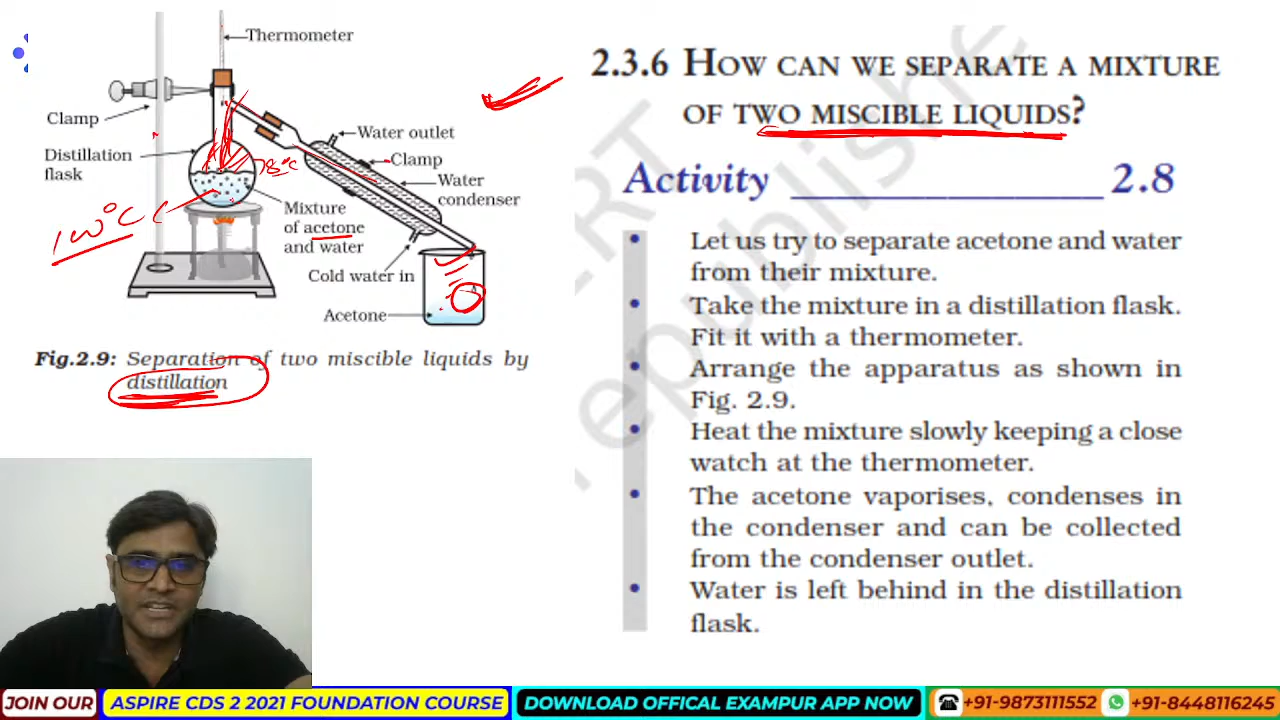 Thermometer
Clamp
Distillation
flask
Water outlet
Clamp
Water
condenser
78°C
100°C
Mixture
of acetone
and water
Cold water in
Acetone
Fig.2.9: Separation of two miscible liquids by
distillation
2.3.6 HOW CAN WE SEPARATE A MIXTURE
OF TWO MISCIBLE LIQUIDS?
Activity ____________________ 2.8
• Let us try to separate acetone and water
from their mixture.
• Take the mixture in a distillation flask.
Fit it with a thermometer.
• Arrange the apparatus as shown in
Fig. 2.9.
• Heat the mixture slowly keeping a close
watch at the thermometer.
• The acetone vaporises, condenses in
the condenser and can be collected
from the condenser outlet.
• Water is left behind in the distillation
flask.
JOIN OUR ASPIRE CDS 2 2021 FOUNDATION COURSE DOWNLOAD OFFICAL EXAMPUR APP NOW +91-9873111552 +91-8448116245